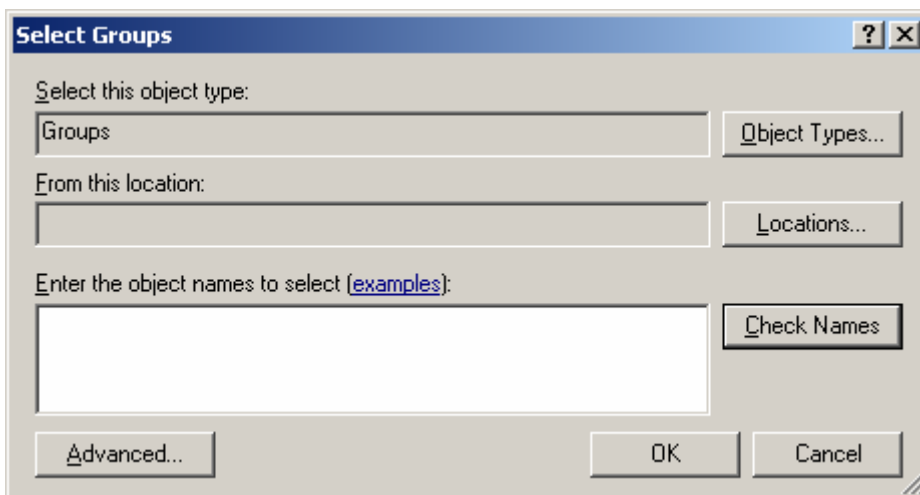 Select Groups
Select this object type:
Groups
Object Types...
From this location:
Locations...
Enter the object names to select (examples):
Check Names
Advanced...
OK
Cancel